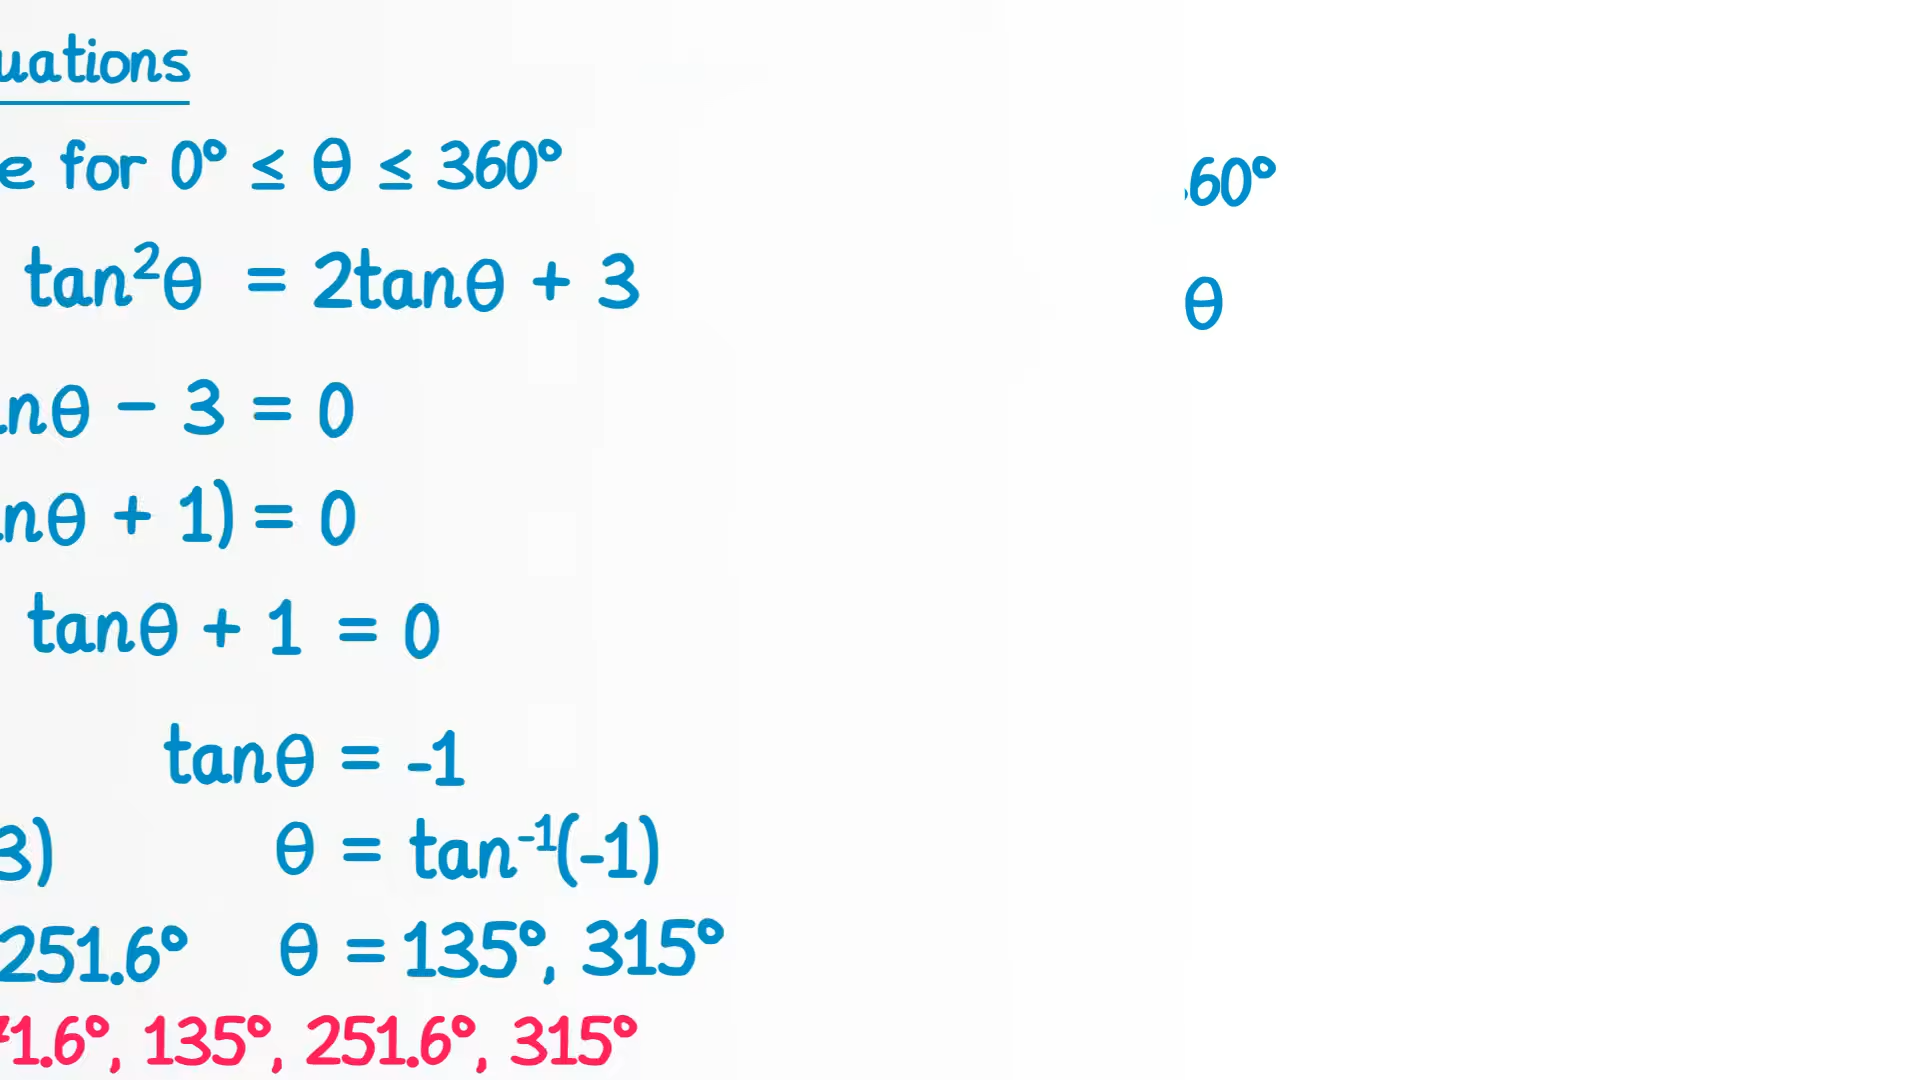 uations
e for 0° ≤ θ ≤ 360°
60°
tan²θ = 2tanθ + 3
θ
nθ − 3 = 0
nθ + 1) = 0
tanθ + 1 = 0
tanθ = -1
3) θ = tan⁻¹(-1)
251.6° θ = 135°, 315°
71.6°, 135°, 251.6°, 315°